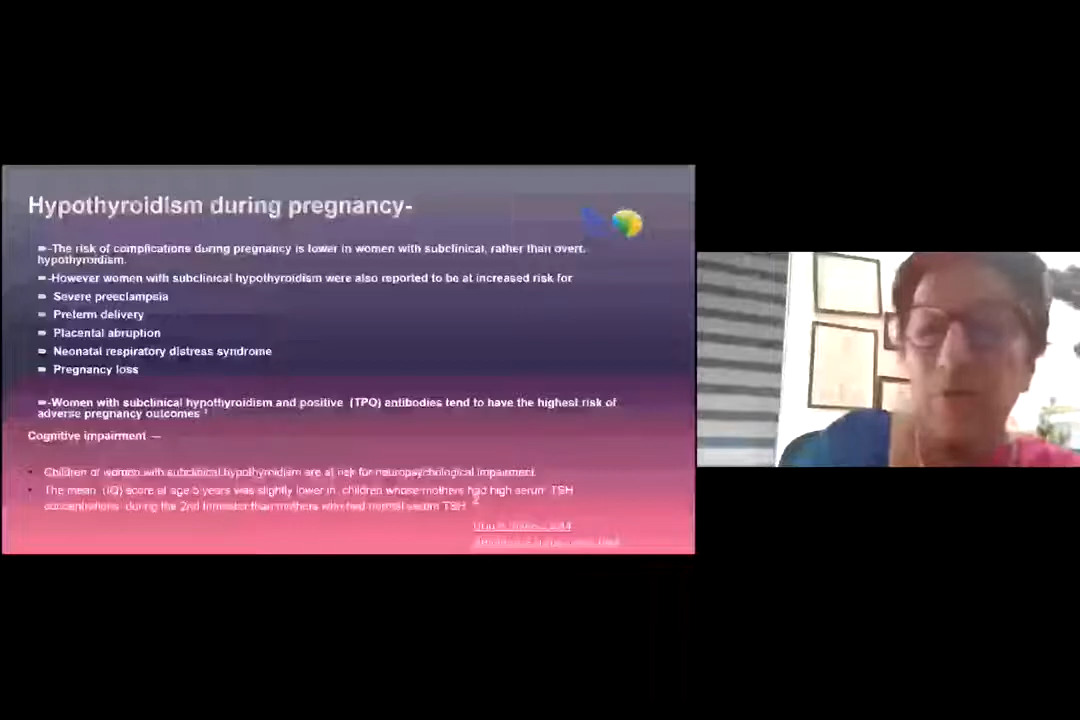 Hypothyroidism during pregnancy-
-The risk of complications during pregnancy is lower in women with subclinical, rather than overt.
hypothyroidism.
-However women with subclinical hypothyroidism were also reported to be at increased risk for
Severe preeclampsia
Preterm delivery
Placental abruption
Neonatal respiratory distress syndrome
Pregnancy loss
-Women with subclinical hypothyroidism and positive (TPO) antibodies tend to have the highest risk of
adverse pregnancy outcomes
Cognitive impairment —
• Children of women with subclinical hypothyroidism are at risk for neuropsychological impairment.
• The mean (IQ) score at age 5 years was slightly lower in children whose mothers had high serum TSH
concentrations during the 2nd trimester than mothers who had normal serum TSH